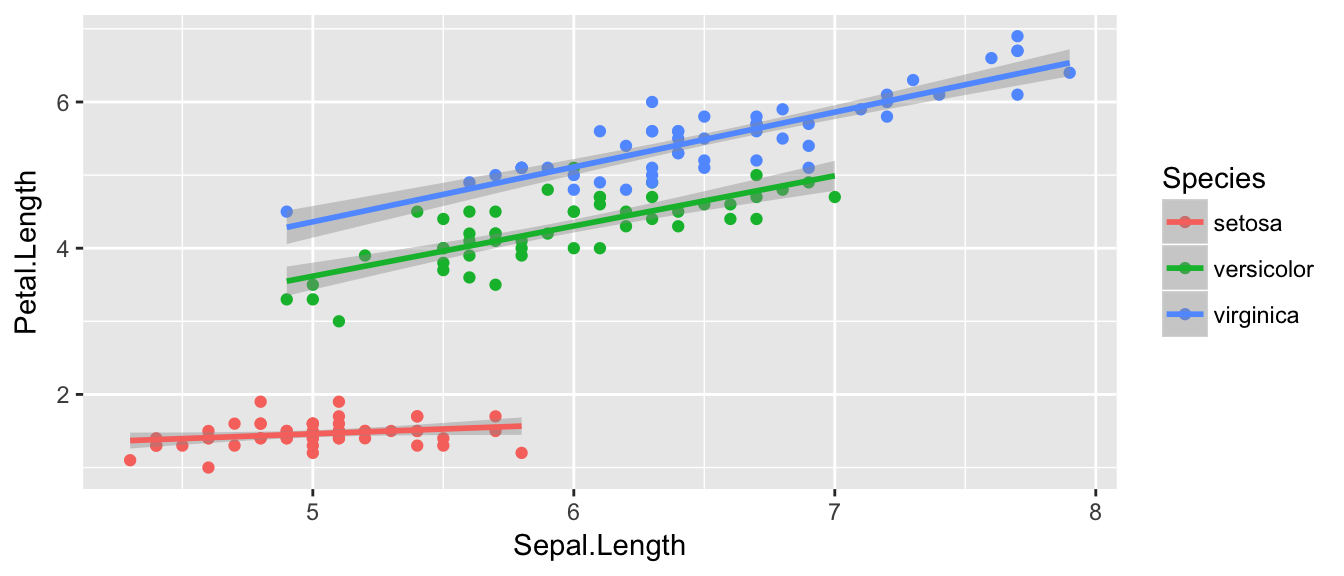 6
4
2
Petal.Length
5 6 7 8
Sepal.Length
Species
setosa
versicolor
virginica